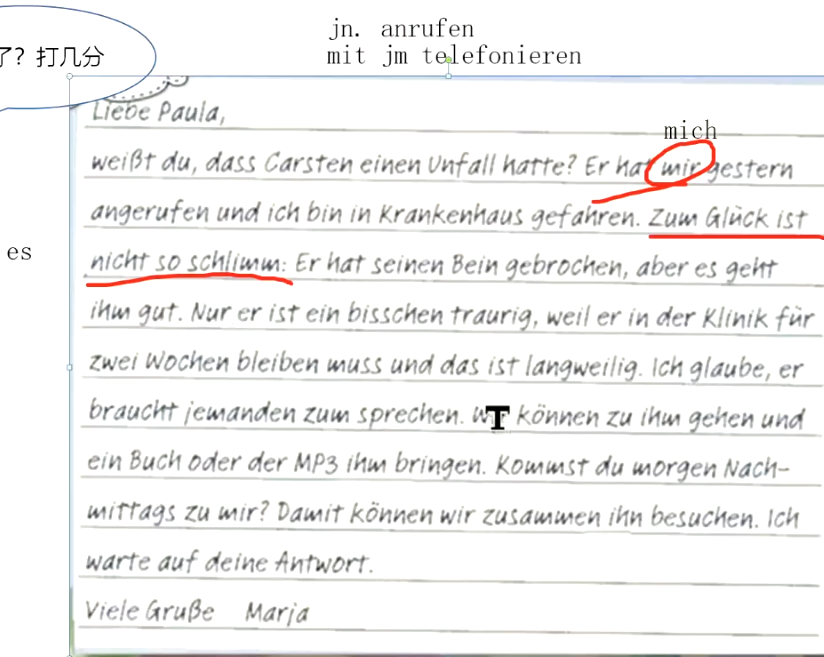 jn. anrufen
了？打几分
mit jm telefonieren
Liebe Paula,
mich
weißt du, dass Carsten einen Unfall hatte? Er hat mir gestern
angerufen und ich bin in Krankenhaus gefahren. Zum Glück ist
es
nicht so schlimm: Er hat seinen Bein gebrochen, aber es geht
ihm gut. Nur er ist ein bisschen traurig, weil er in der Klinik für
zwei Wochen bleiben muss und das ist langweilig. Ich glaube, er
braucht jemanden zum sprechen. können zu ihm gehen und
ein Buch oder der MP3 ihm bringen. Kommst du morgen Nach-
mittags zu mir? Damit können wir zusammen ihn besuchen. Ich
warte auf deine Antwort.
Viele Gruße Marja